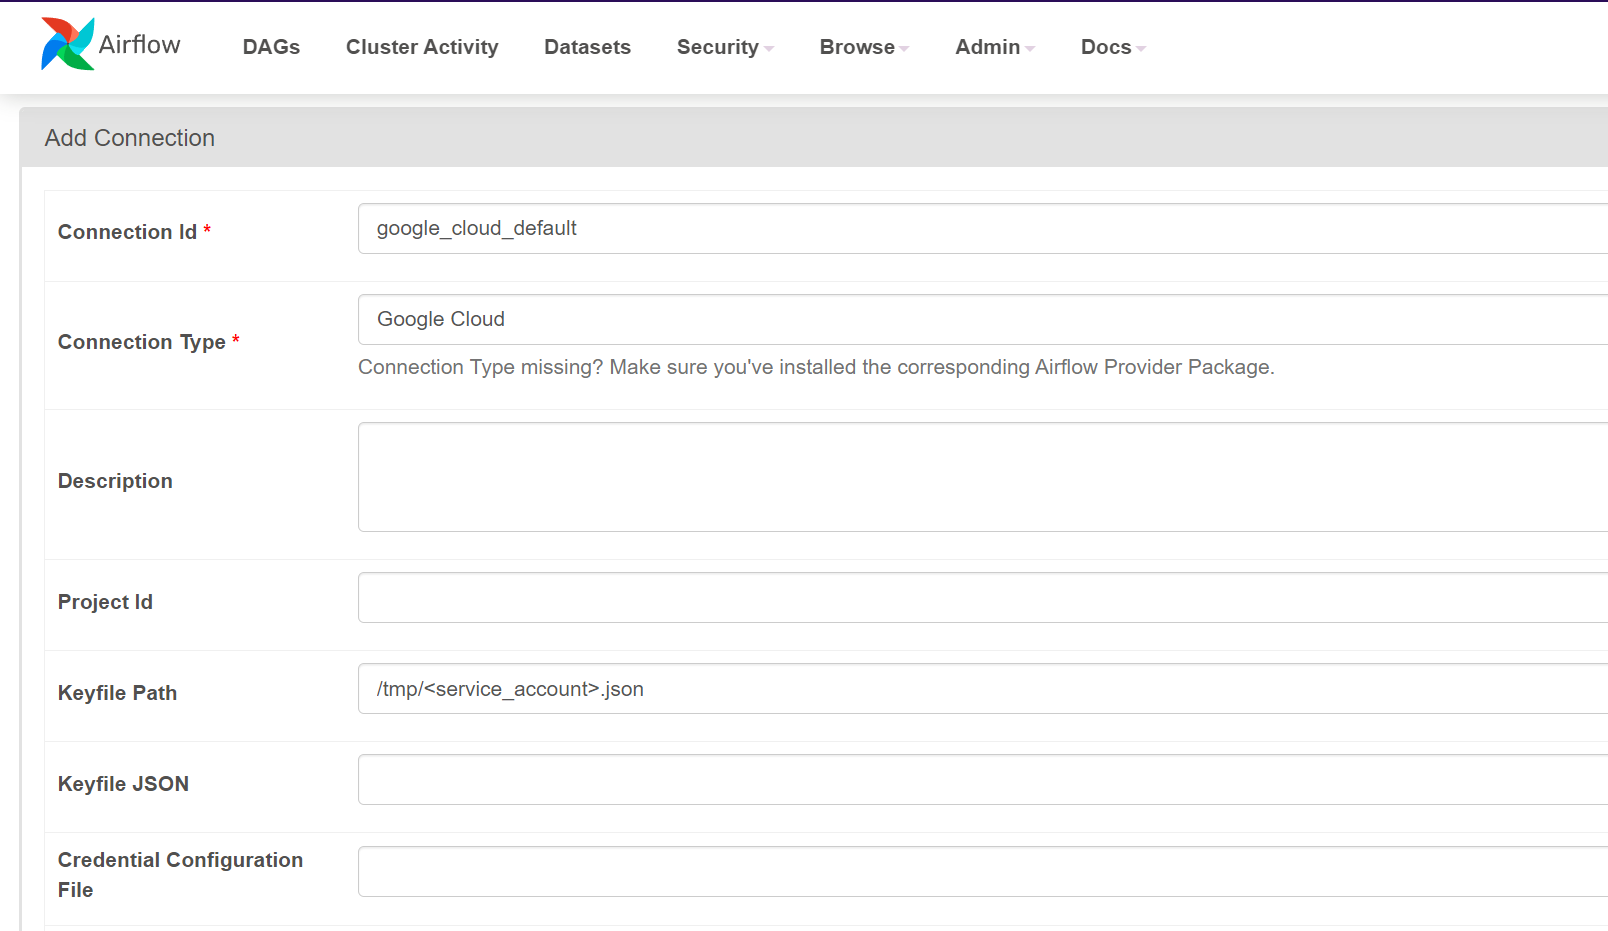 Airflow DAGs Cluster Activity Datasets Security Browse Admin Docs
Add Connection
Connection Id * google_cloud_default
Connection Type * Google Cloud
Connection Type missing? Make sure you've installed the corresponding Airflow Provider Package.
Description
Project Id
Keyfile Path /tmp/<service_account>.json
Keyfile JSON
Credential Configuration
File